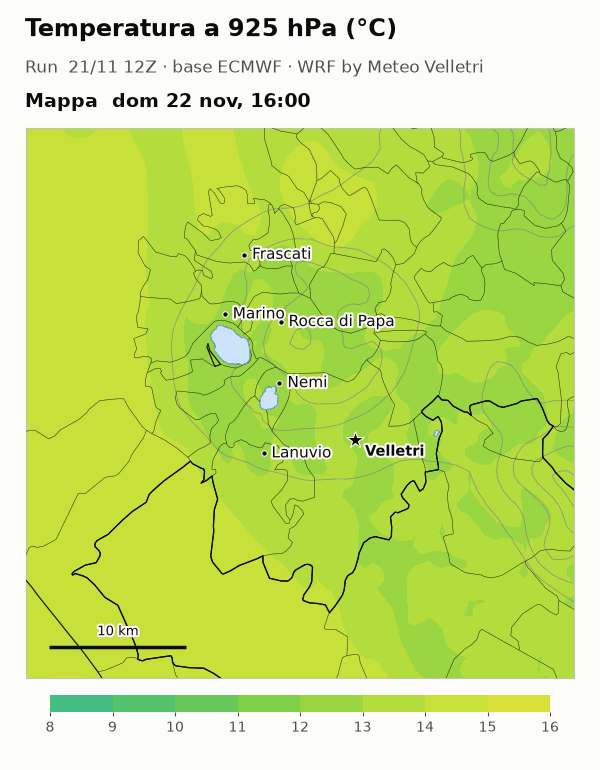 Temperatura a 925 hPa (°C)
Run  21/11 12Z · base ECMWF · WRF by Meteo Velletri
Mappa  dom 22 nov, 16:00
Frascati
Marino
Rocca di Papa
Nemi
Velletri
Lanuvio
10 km
8 9 10 11 12 13 14 15 16